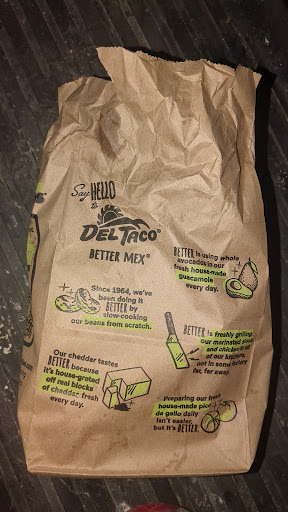 Say HELLO
to
DEL TACO®
BETTER MEX®
BETTER is using whole
avocados in our
fresh house-made
guacamole
every day.
Since 1964, we've
been doing it
BETTER by
slow-cooking
our beans from scratch.
BETTER is freshly grilling
our marinated steak
and chicken in all
of our kitchens,
not in some factory
far, far away.
Our chedder tastes
BETTER because
it's house-grated
off real blocks
of cheddar, fresh
every day.
Preparing our fresh
house-made pico
de gallo daily
isn't easier,
but it's BETTER.